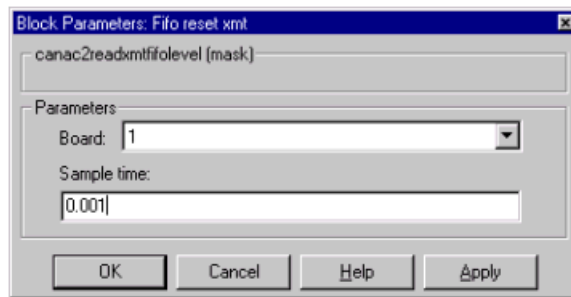 Block Parameters: Fifo reset xmt
canac2readxmtfifolevel (mask)
Parameters
Board: 1
Sample time:
0.001
OK Cancel Help Apply